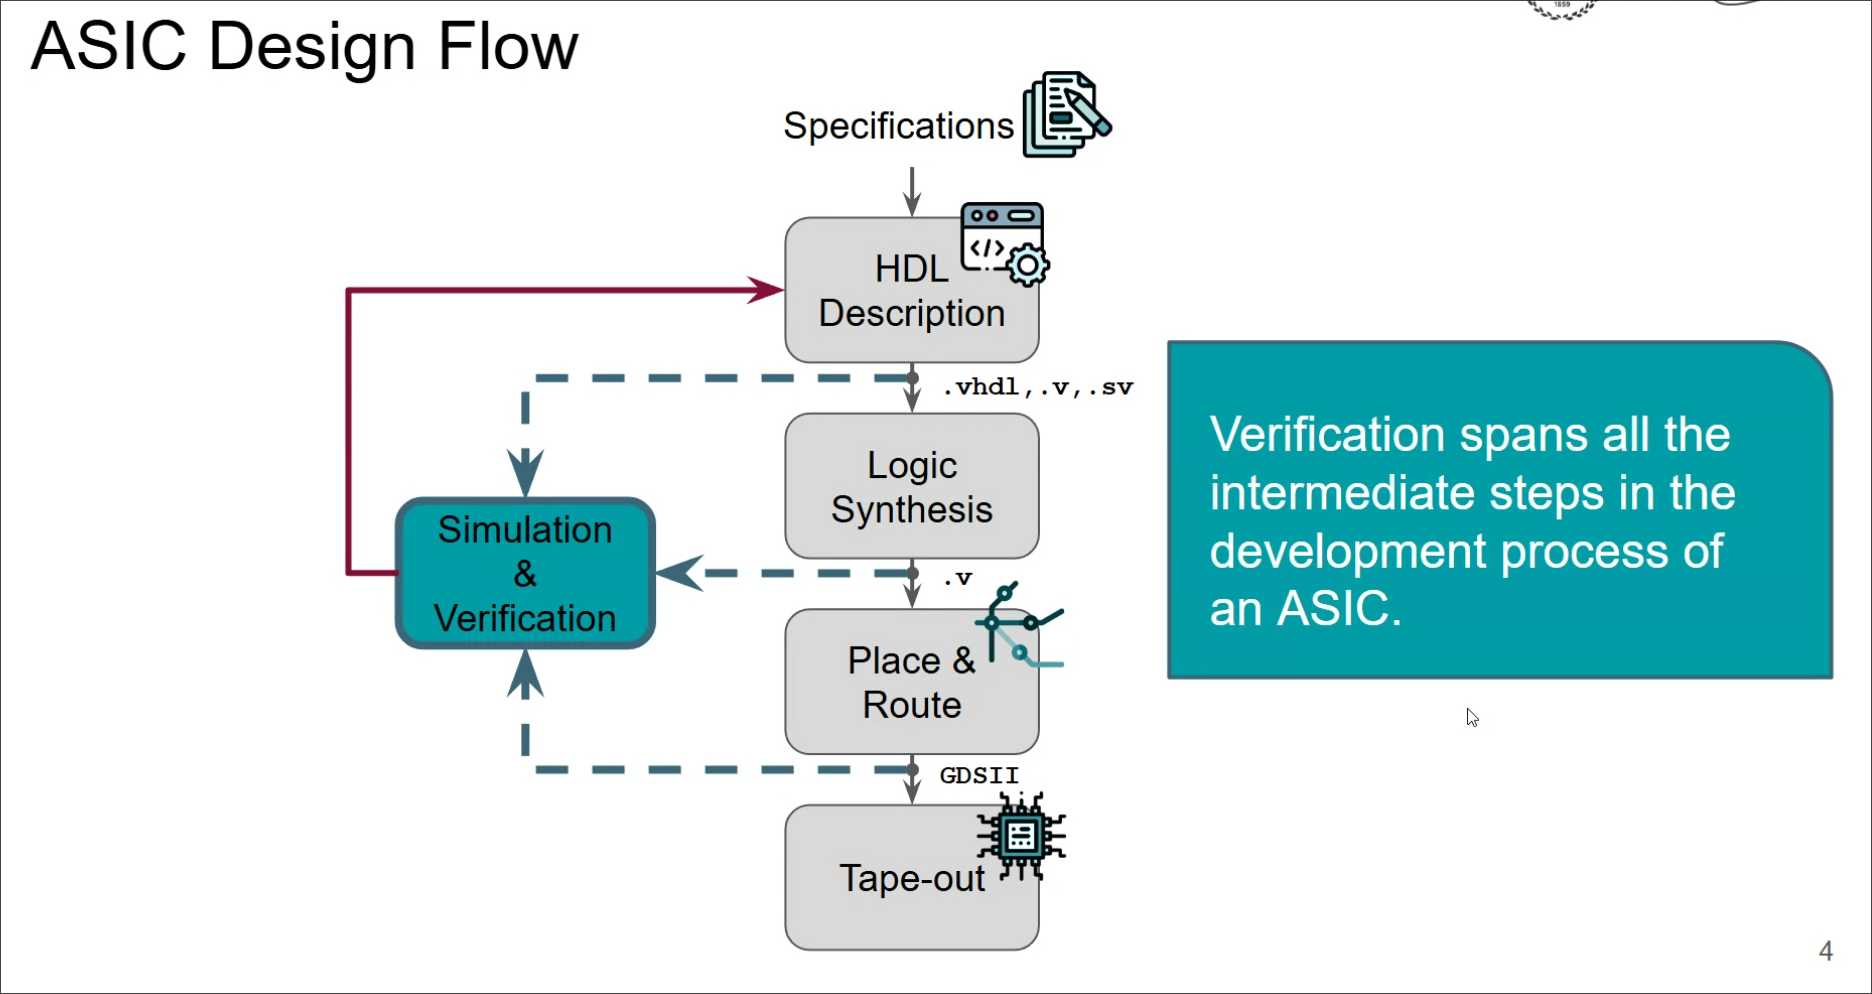 ASIC Design Flow
1859
Specifications
</>
HDL
Description
.vhdl,.v,.sv
Logic
Synthesis
Simulation
&
Verification
.v
Place &
Route
GDSII
Tape-out
Verification spans all the
intermediate steps in the
development process of
an ASIC.
4